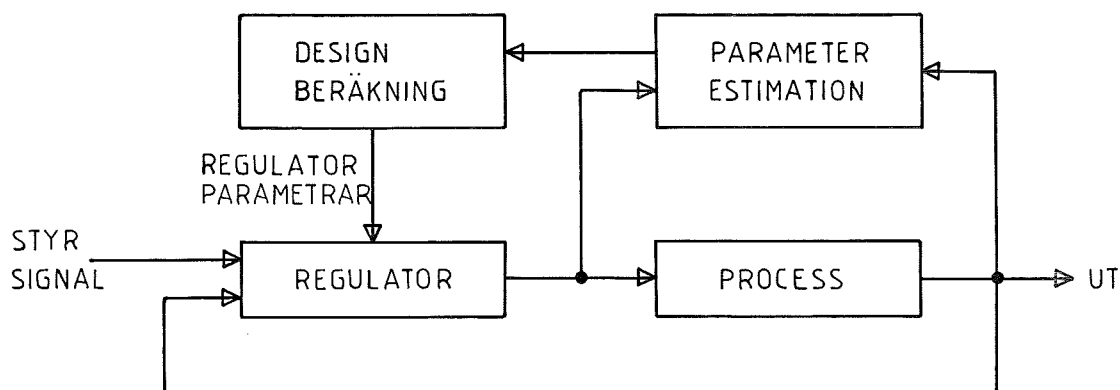 DESIGN
BERÄKNING
PARAMETER
ESTIMATION
REGULATOR
PARAMETRAR
STYR
SIGNAL
REGULATOR
PROCESS
UT